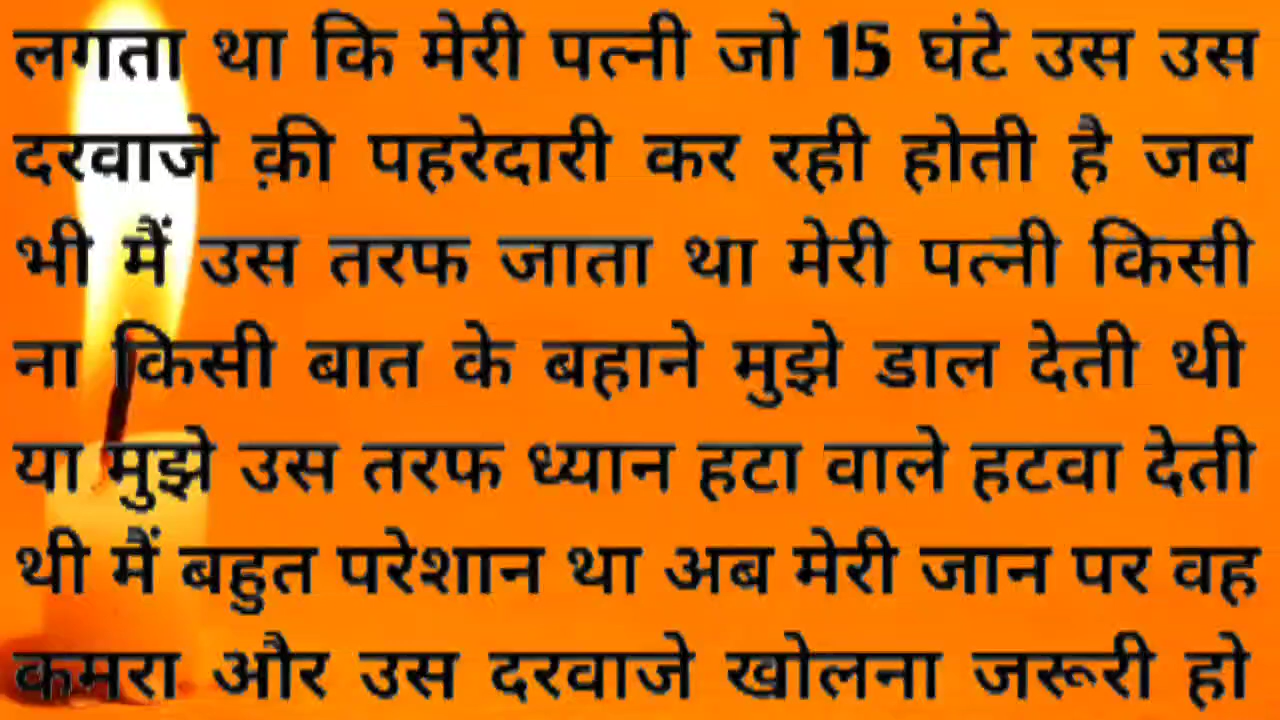 लगता था कि मेरी पत्नी जो 15 घंटे उस उस
दरवाजे क़ी पहरेदारी कर रही होती है जब
भी मैं उस तरफ जाता था मेरी पत्नी किसी
ना किसी बात के बहाने मुझे डाल देती थी
या मुझे उस तरफ ध्यान हटा वाले हटवा देती
थी मैं बहुत परेशान था अब मेरी जान पर वह
कमरा और उस दरवाजे खोलना जरूरी हो